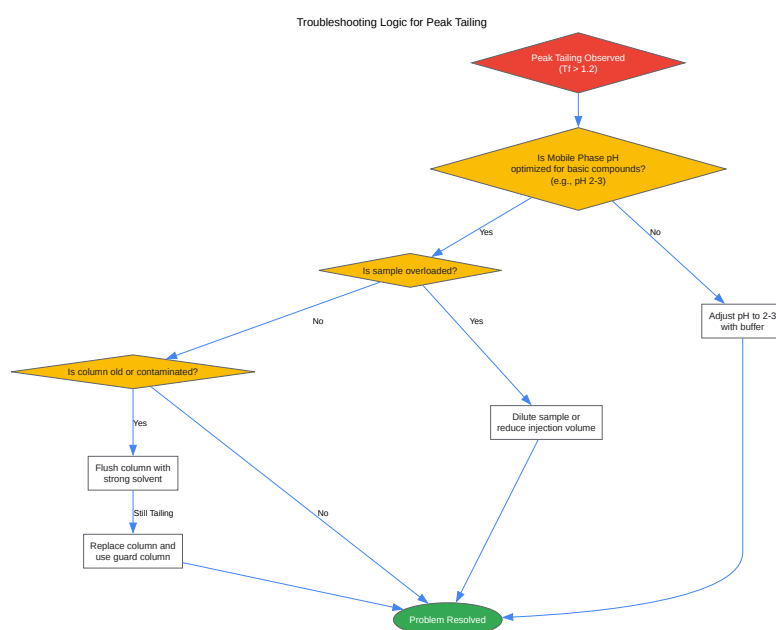 Troubleshooting Logic for Peak Tailing
Peak Tailing Observed
(Tf > 1.2)
Is Mobile Phase pH
optimized for basic compounds?
(e.g., pH 2-3)
Yes
No
Is sample overloaded?
No
Yes
Adjust pH to 2-3
with buffer
Is column old or contaminated?
Yes
Dilute sample or
reduce injection volume
Flush column with
strong solvent
Still Tailing
No
Replace column and
use guard column
Problem Resolved